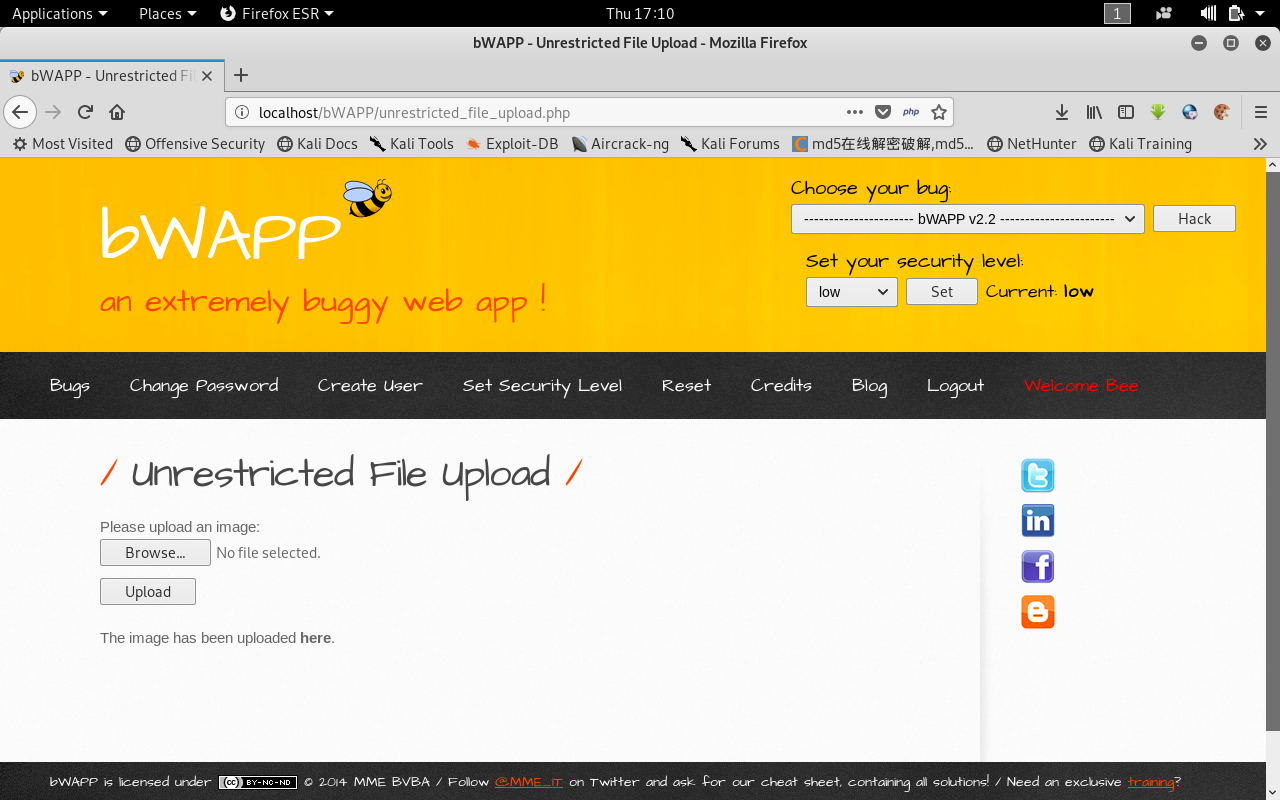 Applications Places Firefox ESR Thu 17:10 1
bWAPP - Unrestricted File Upload - Mozilla Firefox
bWAPP - Unrestricted Fi
localhost/bWAPP/unrestricted_file_upload.php php
Most Visited Offensive Security Kali Docs Kali Tools Exploit-DB Aircrack-ng Kali Forums md5在线解密破解,md5... NetHunter Kali Training
Choose your bug:
bWAPP
---------------------- bWAPP v2.2 ----------------------- Hack
Set your security level:
an extremely buggy web app !
low Set Current: low
Bugs Change Password Create User Set Security Level Reset Credits Blog Logout Welcome Bee
/ Unrestricted File Upload /
Please upload an image:
Browse... No file selected.
Upload
The image has been uploaded here.
bWAPP is licensed under (cc) BY-NC-ND © 2014 MME BVBA / Follow @MME_IT on Twitter and ask for our cheat sheet, containing all solutions! / Need an exclusive training?